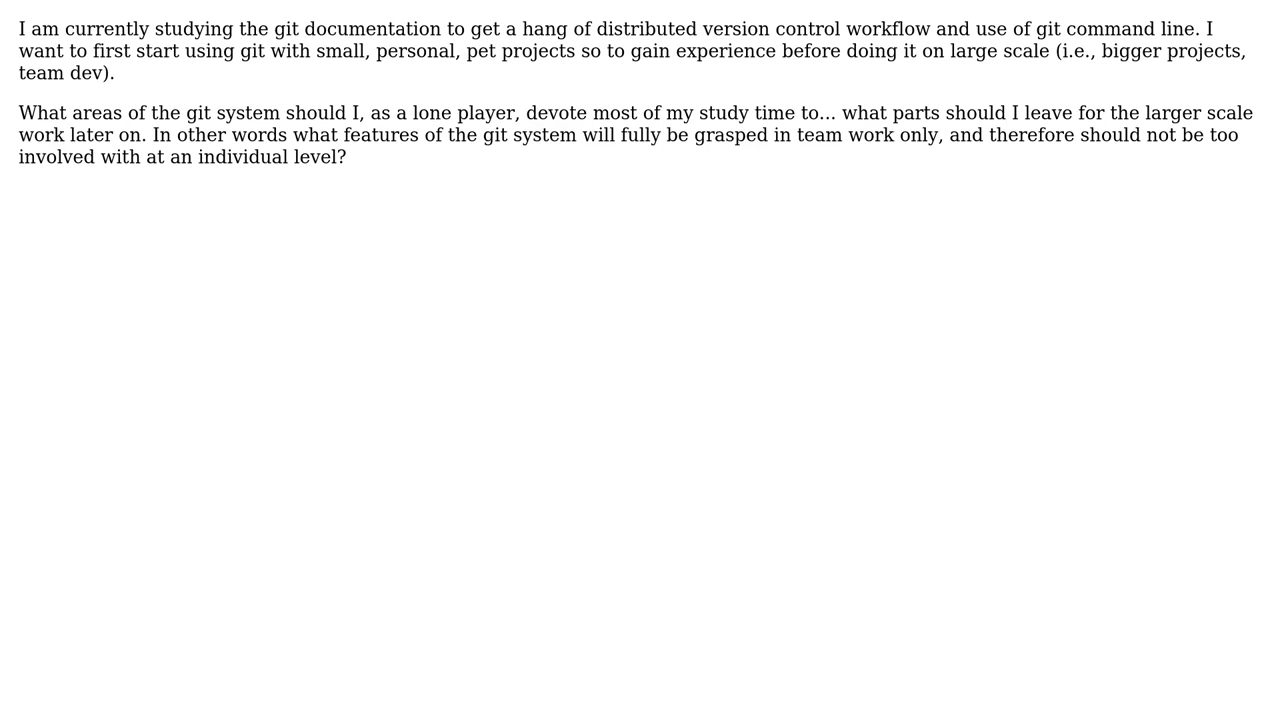 I am currently studying the git documentation to get a hang of distributed version control workflow and use of git command line. I
want to first start using git with small, personal, pet projects so to gain experience before doing it on large scale (i.e., bigger projects,
team dev).
What areas of the git system should I, as a lone player, devote most of my study time to... what parts should I leave for the larger scale
work later on. In other words what features of the git system will fully be grasped in team work only, and therefore should not be too
involved with at an individual level?